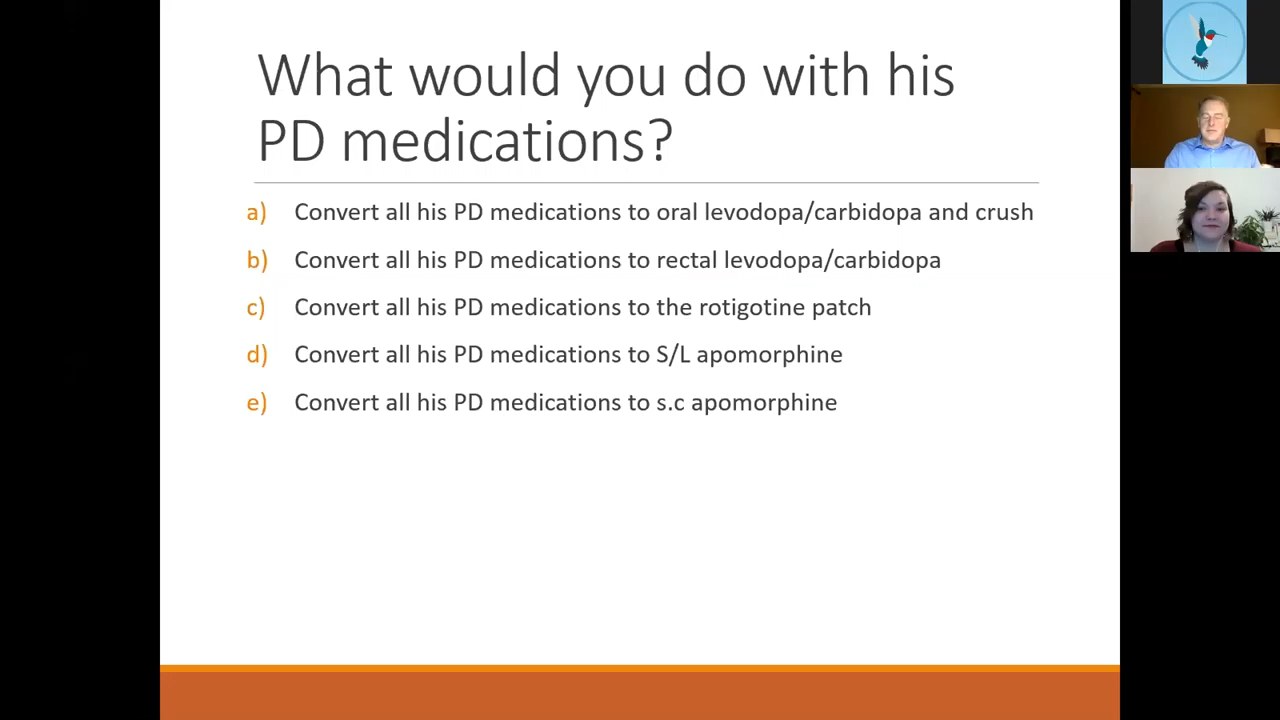 What would you do with his
PD medications?
a) Convert all his PD medications to oral levodopa/carbidopa and crush
b) Convert all his PD medications to rectal levodopa/carbidopa
c) Convert all his PD medications to the rotigotine patch
d) Convert all his PD medications to S/L apomorphine
e) Convert all his PD medications to s.c apomorphine